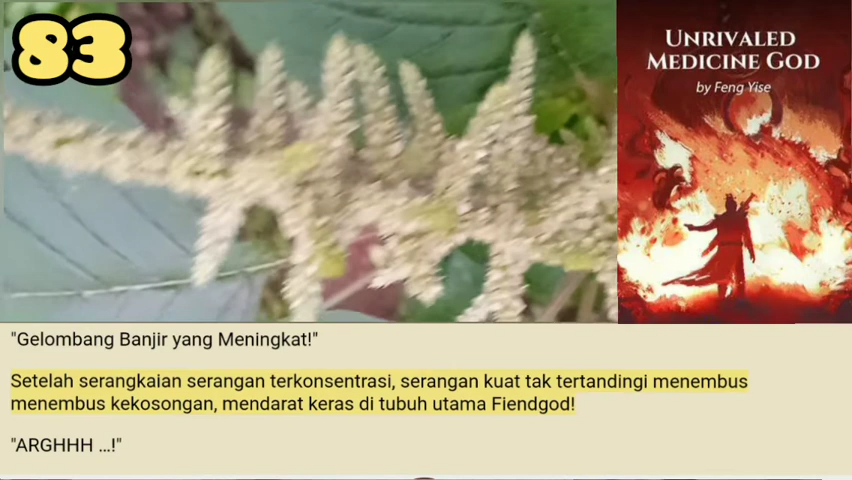 83
UNRIVALED
MEDICINE GOD
by Feng Yise
"Gelombang Banjir yang Meningkat!"
Setelah serangkaian serangan terkonsentrasi, serangan kuat tak tertandingi menembus
menembus kekosongan, mendarat keras di tubuh utama Fiendgod!
"ARGHHH ...!"